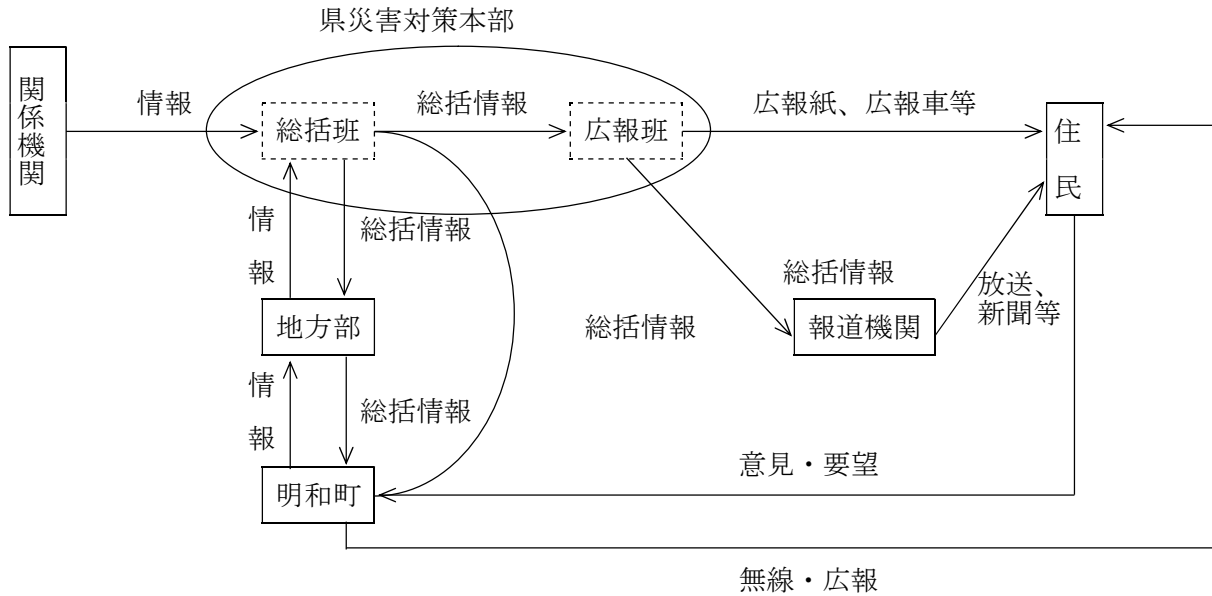 県災害対策本部
関係機関
情報
総括班
総括情報
広報班
広報紙、広報車等
住民
情報
総括情報
総括情報
放送、
新聞等
地方部
総括情報
報道機関
情報
総括情報
意見・要望
明和町
無線・広報